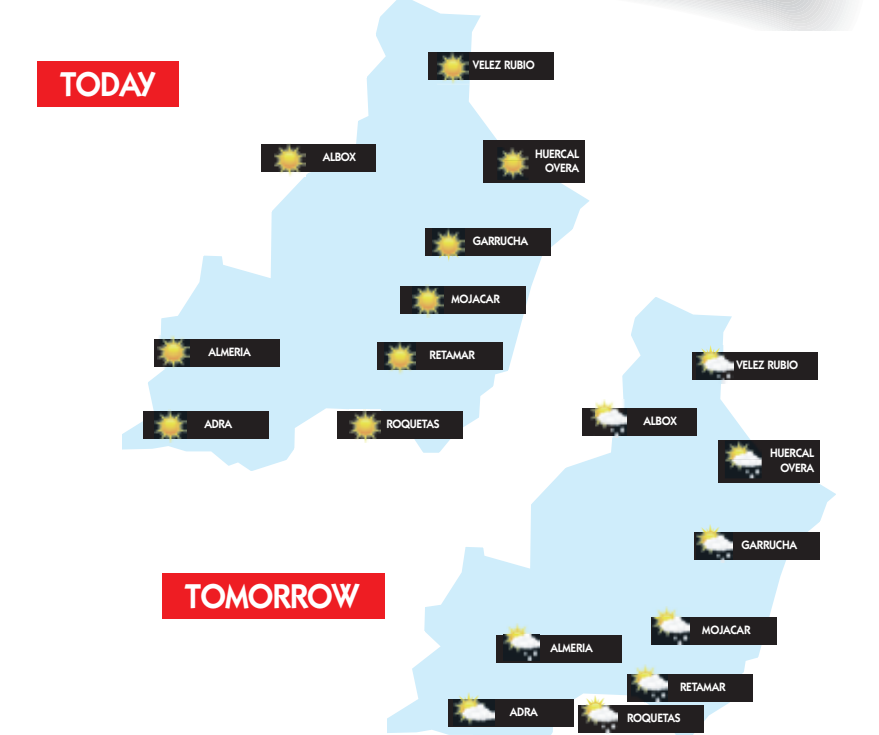 TODAY
VELEZ RUBIO
ALBOX
HUERCAL
OVERA
GARRUCHA
MOJACAR
ALMERIA
RETAMAR
ADRA
ROQUETAS
TOMORROW
VELEZ RUBIO
ALBOX
HUERCAL
OVERA
GARRUCHA
MOJACAR
ALMERIA
RETAMAR
ADRA
ROQUETAS